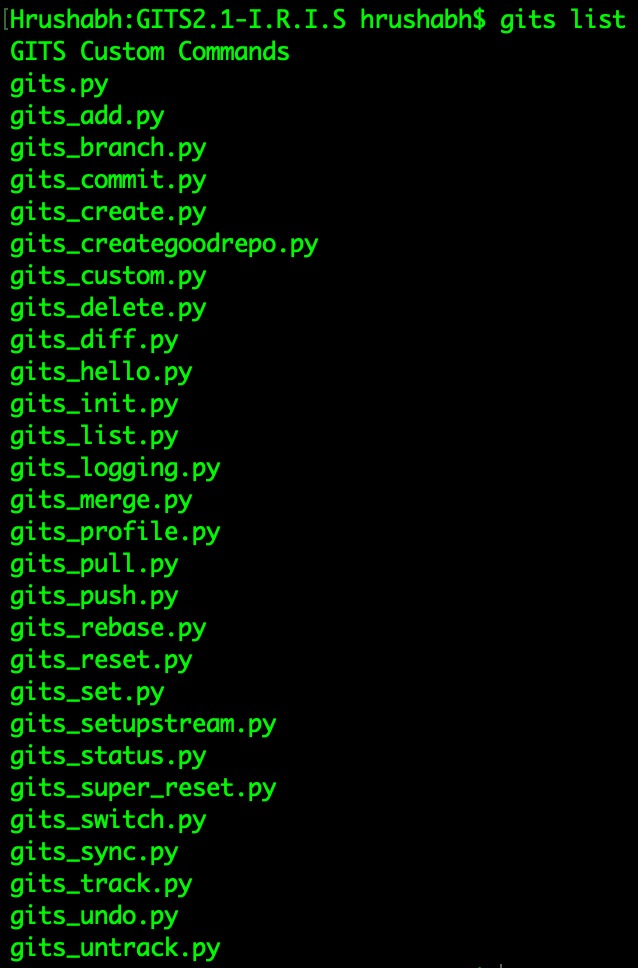 [Hrushabh:GITS2.1-I.R.I.S hrushabh$ gits list
GITS Custom Commands
gits.py
gits_add.py
gits_branch.py
gits_commit.py
gits_create.py
gits_creategoodrepo.py
gits_custom.py
gits_delete.py
gits_diff.py
gits_hello.py
gits_init.py
gits_list.py
gits_logging.py
gits_merge.py
gits_profile.py
gits_pull.py
gits_push.py
gits_rebase.py
gits_reset.py
gits_set.py
gits_setupstream.py
gits_status.py
gits_super_reset.py
gits_switch.py
gits_sync.py
gits_track.py
gits_undo.py
gits_untrack.py